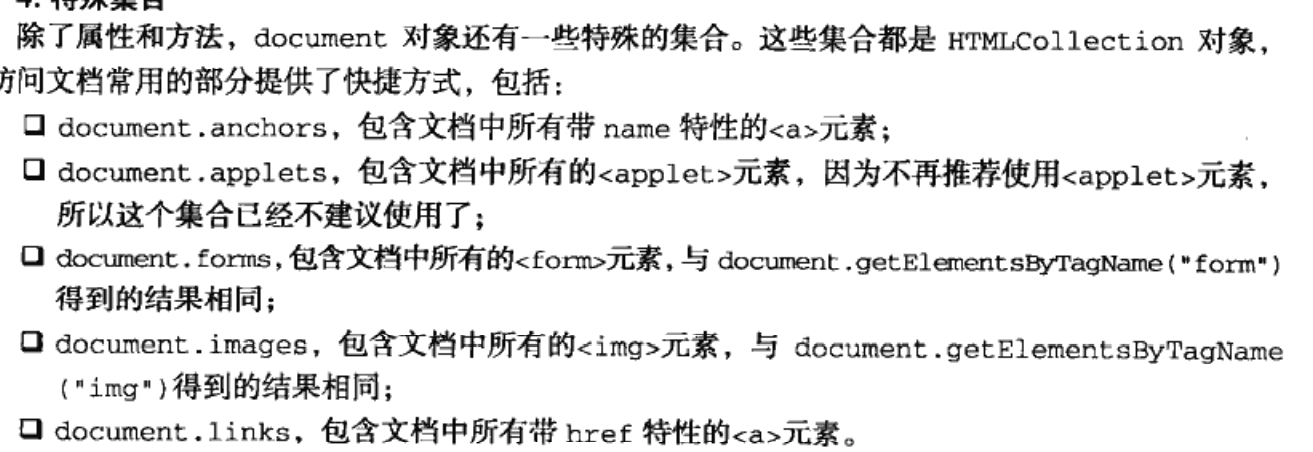 4. 特殊集合
除了属性和方法，document 对象还有一些特殊的集合。这些集合都是 HTMLCollection 对象，
访问文档常用的部分提供了快捷方式，包括：
❑ document.anchors，包含文档中所有带 name 特性的<a>元素；
❑ document.applets，包含文档中所有的<applet>元素，因为不再推荐使用<applet>元素，
所以这个集合已经不建议使用了；
❑ document.forms，包含文档中所有的<form>元素，与 document.getElementsByTagName("form")
得到的结果相同；
❑ document.images，包含文档中所有的<img>元素，与 document.getElementsByTagName
("img")得到的结果相同；
❑ document.links，包含文档中所有带 href 特性的<a>元素。